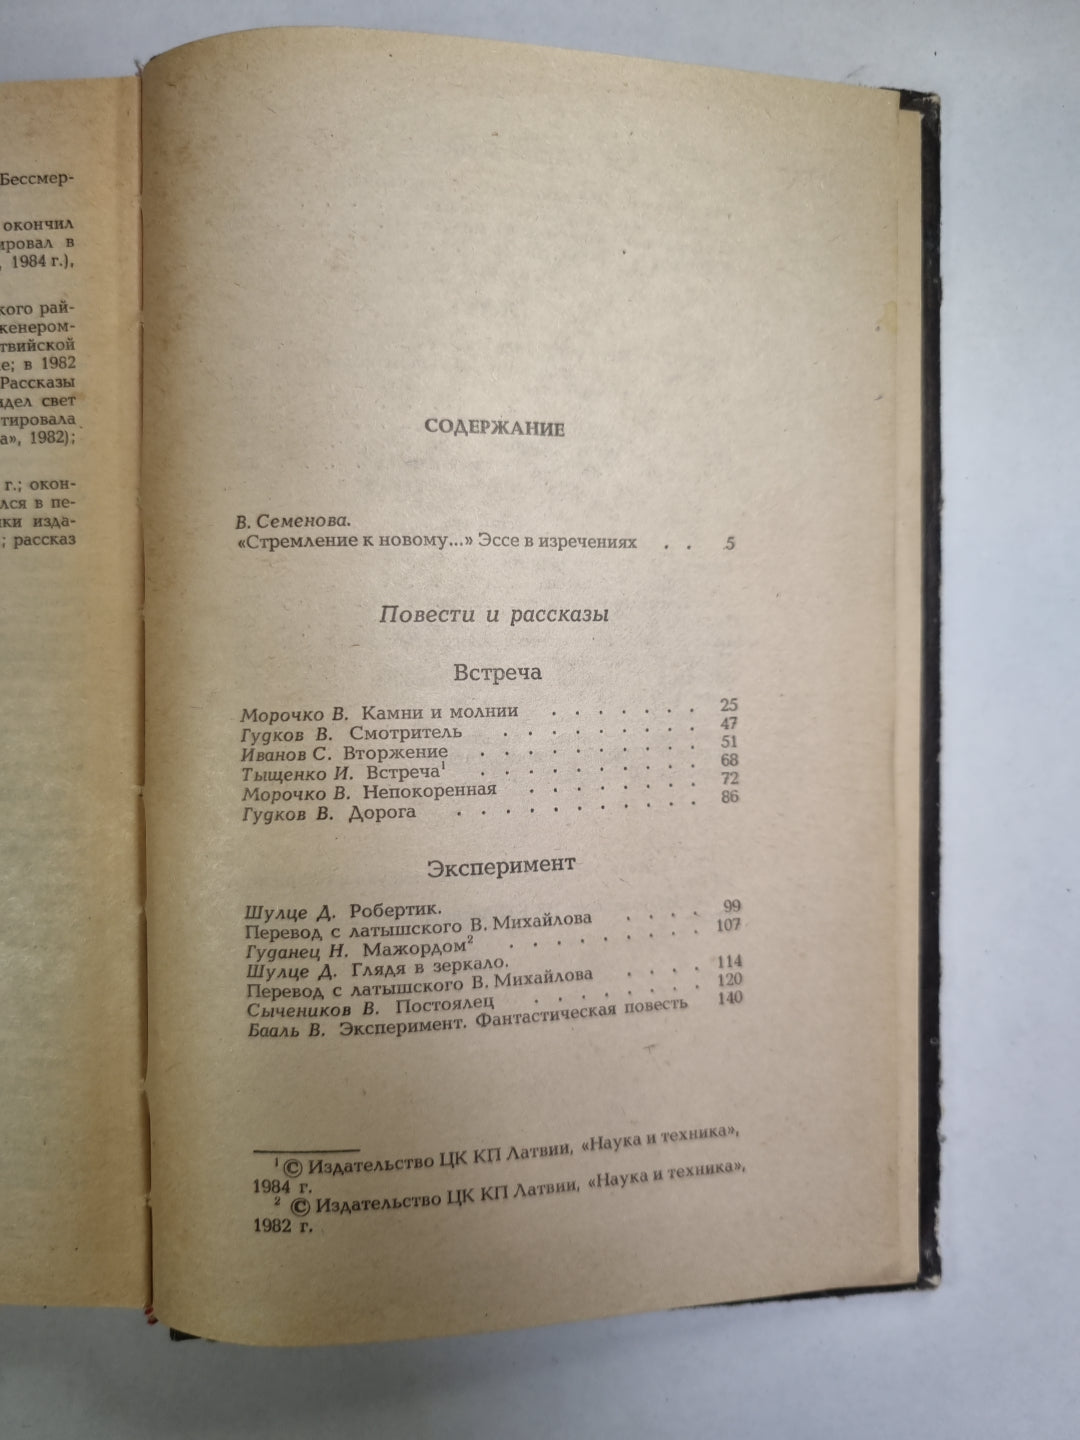 Бессмер-
окончил
ировал в
, 1984 г.),
кого рай-
женером-
твийской
е; в 1982
Рассказы
идел свет
тировала
а», 1982);
г.; окон-
лся в пе-
ки изда-
; рассказ
СОДЕРЖАНИЕ
В. Семенова.
«Стремление к новому...» Эссе в изречениях . . 5
Повести и рассказы
Встреча
Морочко В. Камни и молнии . . . . . . . 25
Гудков В. Смотритель . . . . . . . . . 47
Иванов С. Вторжение . . . . . . . . . . 51
Тыщенко И. Встреча¹ . . . . . . . . . . 68
Морочко В. Непокоренная . . . . . . . . 72
Гудков В. Дорога . . . . . . . . . . . 86
Эксперимент
Шулце Д. Робертик.
Перевод с латышского В. Михайлова . . . . 99
Гуданец Н. Мажордом² . . . . . . . . . 107
Шулце Д. Глядя в зеркало.
Перевод с латышского В. Михайлова . . . . 114
Сычеников В. Постоялец . . . . . . . . 120
Бааль В. Эксперимент. Фантастическая повесть 140
¹ © Издательство ЦК КП Латвии, «Наука и техника»,
1984 г.
² © Издательство ЦК КП Латвии, «Наука и техника»,
1982 г.